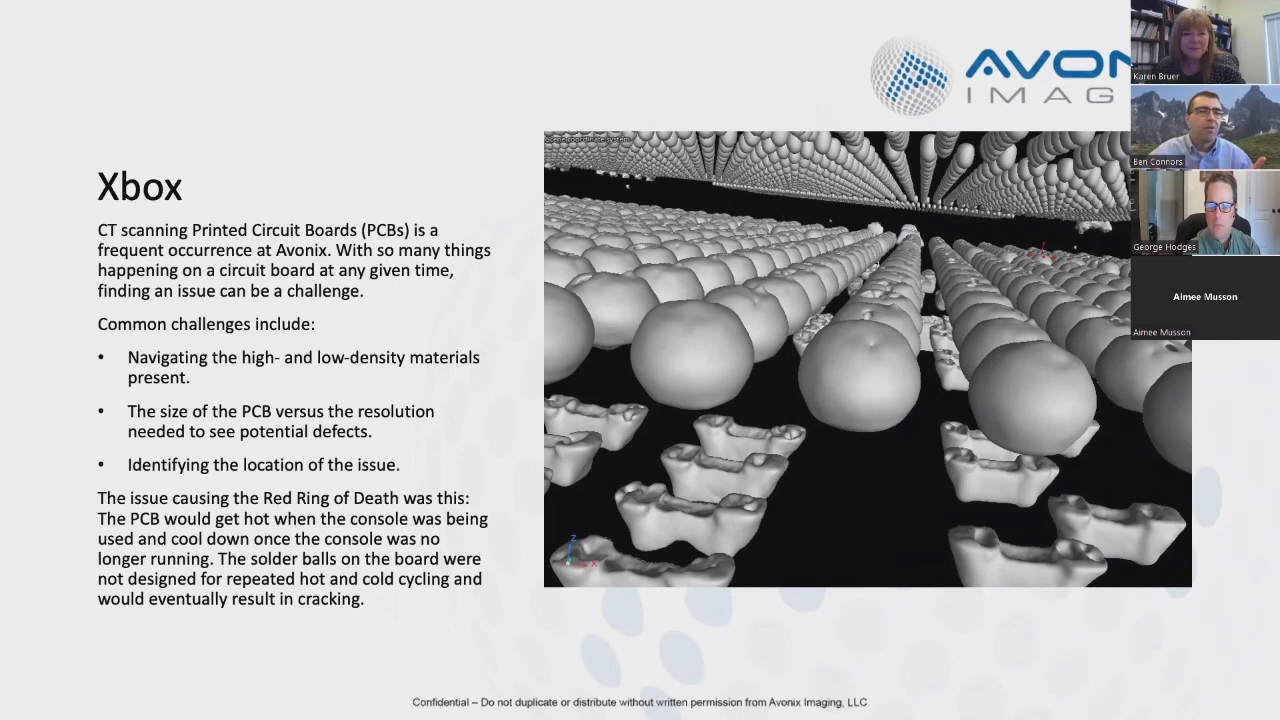 AVON
IMAG
Karen Bruer
Ben Connors
George Hodges
Aimee Musson
Aimee Musson
Xbox
CT scanning Printed Circuit Boards (PCBs) is a
frequent occurrence at Avonix. With so many things
happening on a circuit board at any given time,
finding an issue can be a challenge.
Common challenges include:
• Navigating the high- and low-density materials
present.
• The size of the PCB versus the resolution
needed to see potential defects.
• Identifying the location of the issue.
The issue causing the Red Ring of Death was this:
The PCB would get hot when the console was being
used and cool down once the console was no
longer running. The solder balls on the board were
not designed for repeated hot and cold cycling and
would eventually result in cracking.
Scene coordinate system
Z
X
Confidential – Do not duplicate or distribute without written permission from Avonix Imaging, LLC